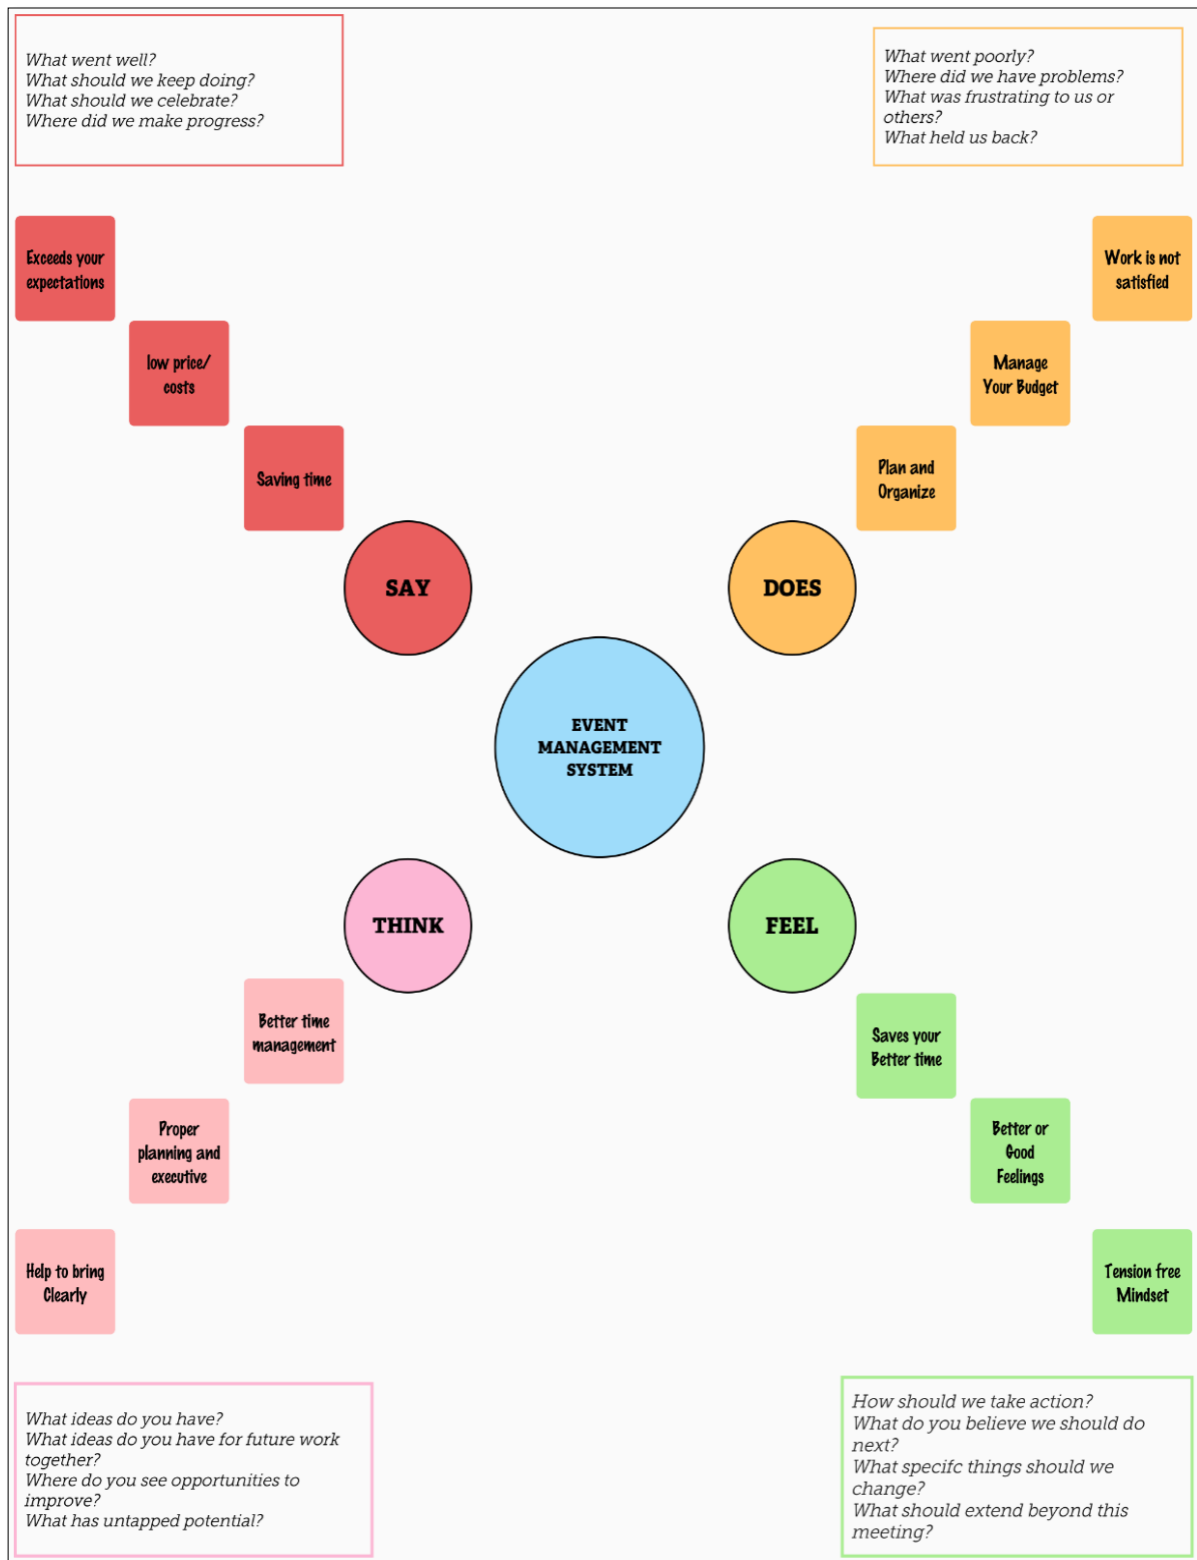 What went well?
What should we keep doing?
What should we celebrate?
Where did we make progress?
What went poorly?
Where did we have problems?
What was frustrating to us or
others?
What held us back?
Exceeds your
expectations
low price/
costs
Saving time
SAY
Work is not
satisfied
Manage
Your Budget
Plan and
Organize
DOES
EVENT
MANAGEMENT
SYSTEM
THINK
Better time
management
Proper
planning and
executive
Help to bring
Clearly
FEEL
Saves your
Better time
Better or
Good
Feelings
Tension free
Mindset
What ideas do you have?
What ideas do you have for future work
together?
Where do you see opportunities to
improve?
What has untapped potential?
How should we take action?
What do you believe we should do
next?
What specifc things should we
change?
What should extend beyond this
meeting?